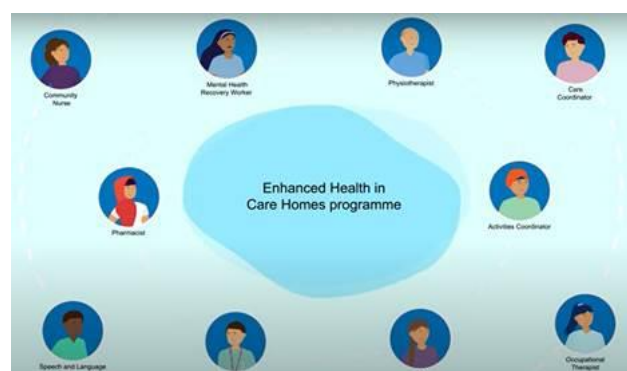 Community
Nurse
Mental Health
Recovery Worker
Physiotherapist
Care
Coordinator
Enhanced Health in
Care Homes programme
Pharmacist
Activities Coordinator
Speech and Language
Occupational
Therapist